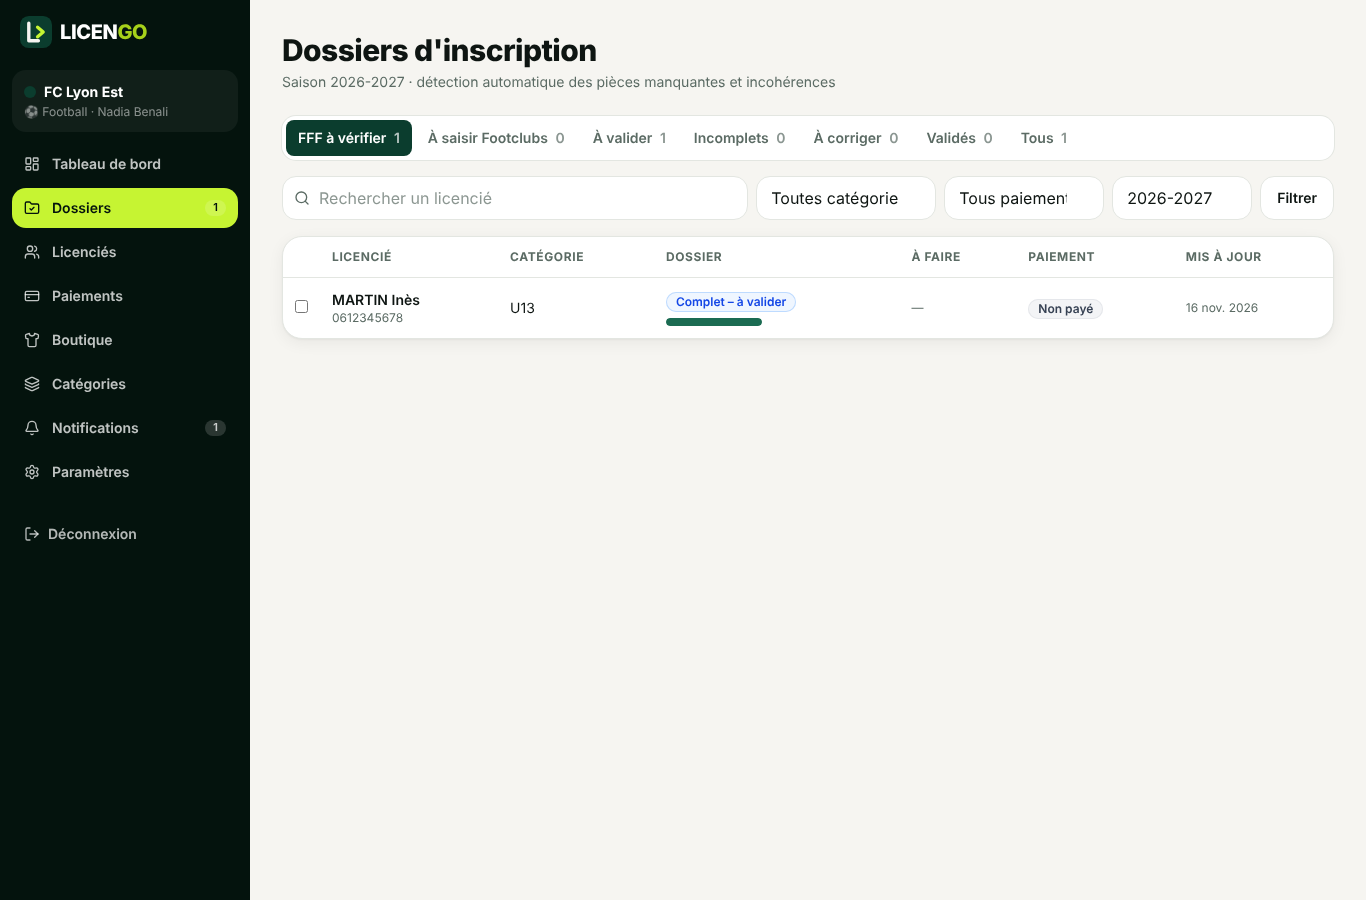 LICENGO
FC Lyon Est
Football · Nadia Benali
Tableau de bord
Dossiers 1
Licenciés
Paiements
Boutique
Catégories
Notifications 1
Paramètres
Déconnexion
Dossiers d'inscription
Saison 2026-2027 · détection automatique des pièces manquantes et incohérences
FFF à vérifier 1 À saisir Footclubs 0 À valider 1 Incomplets 0 À corriger 0 Validés 0 Tous 1
Rechercher un licencié Toutes catégorie Tous paiement 2026-2027 Filtrer
LICENCIÉ CATÉGORIE DOSSIER À FAIRE PAIEMENT MIS À JOUR
MARTIN Inès U13 Complet – à valider — Non payé 16 nov. 2026
0612345678